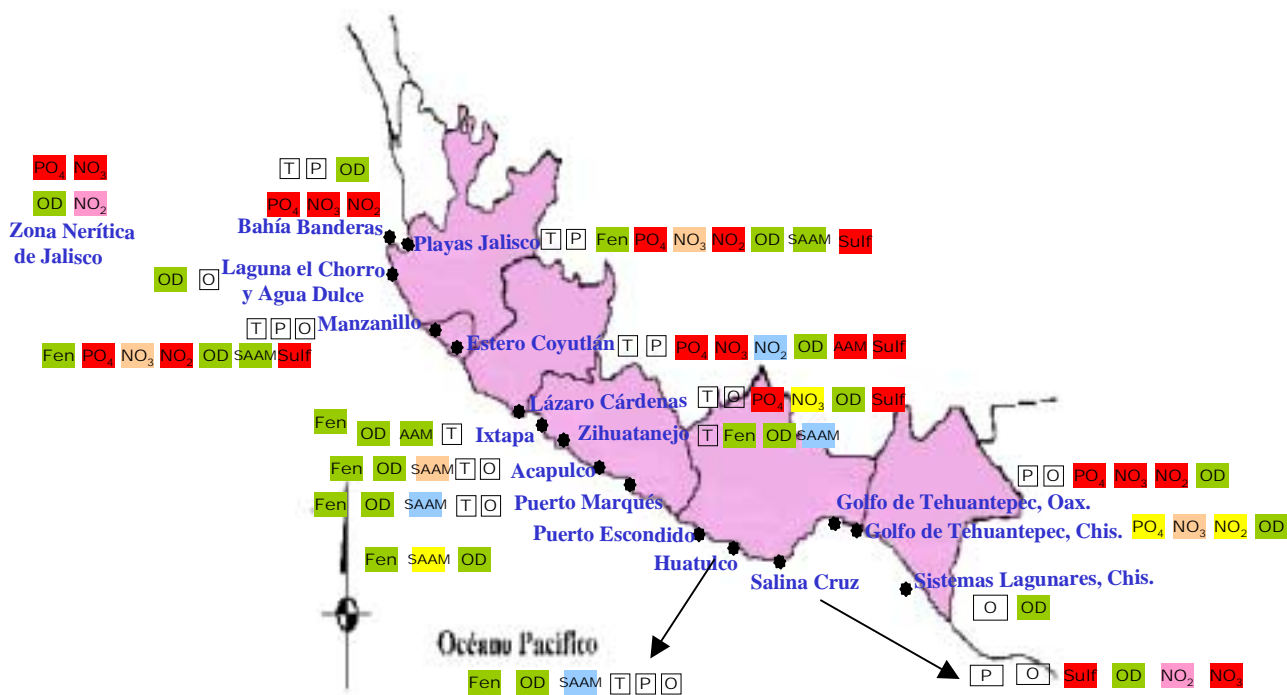 PO₄ NO₃
T P OD
OD NO₂
PO₄ NO₃ NO₂
Zona Nerítica
de Jalisco
Bahía Banderas
Playas Jalisco T P Fen PO₄ NO₃ NO₂ OD SAAM Sulf
OD O Laguna el Chorro
y Agua Dulce
T P O Manzanillo
Fen PO₄ NO₃ NO₂ OD SAAM Sulf
Estero Coyutlán T P PO₄ NO₃ NO₂ OD AAM Sulf
Lázaro Cárdenas T O PO₄ NO₃ OD Sulf
Fen OD AAM T Ixtapa
Zihuatanejo T Fen OD SAAM
Fen OD SAAM T O Acapulco
Fen OD SAAM T O Puerto Marqués
P O PO₄ NO₃ NO₂ OD
Golfo de Tehuantepec, Oax.
Golfo de Tehuantepec, Chis. PO₄ NO₃ NO₂ OD
Puerto Escondido
Fen SAAM OD
Huatulco
Salina Cruz
Sistemas Lagunares, Chis.
O OD
Océano Pacifico
Fen OD SAAM T P O
P O Sulf OD NO₂ NO₃